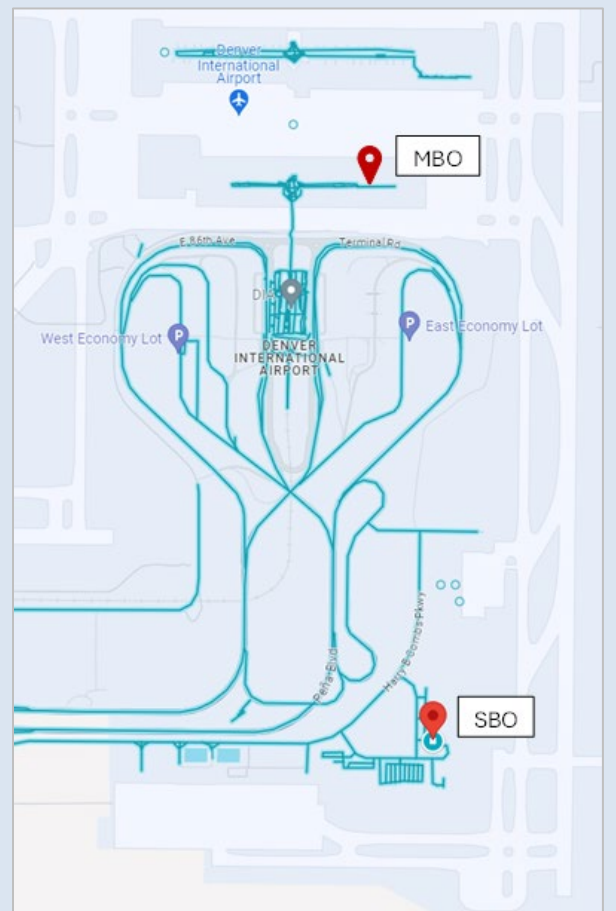 Denver
International
Airport
MBO
E 86th Ave
Terminal Rd
DIA
West Economy Lot
P
P
East Economy Lot
DENVER
INTERNATIONAL
AIRPORT
Peña Blvd
Harry B Combs Pkwy
SBO